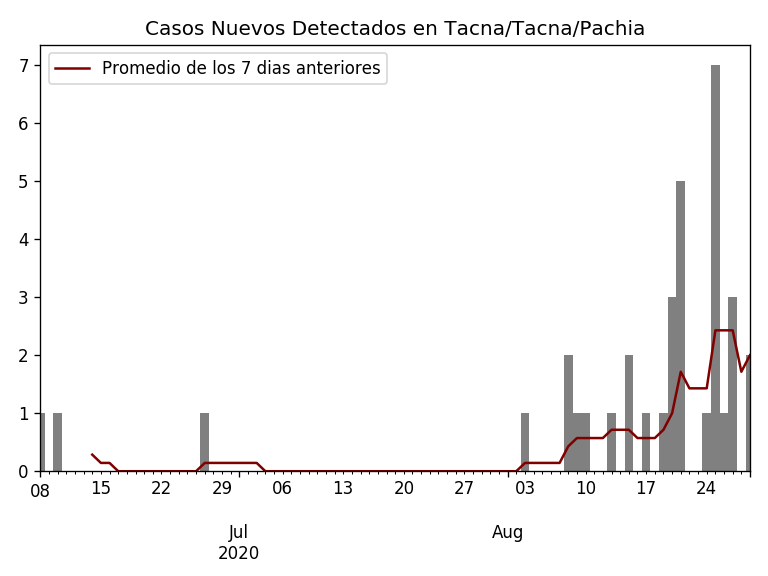 Casos Nuevos Detectados en Tacna/Tacna/Pachia
Promedio de los 7 dias anteriores
7
6
5
4
3
2
1
0
08 15 22 29 06 13 20 27 03 10 17 24
Jul Aug
2020